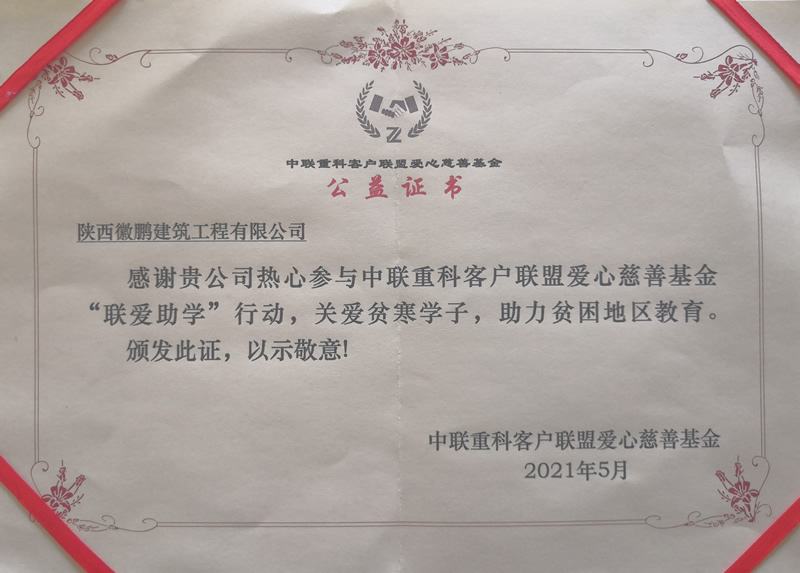 中联重科客户联盟爱心慈善基金
公益证书
陕西徽鹏建筑工程有限公司
感谢贵公司热心参与中联重科客户联盟爱心慈善基金
“联爱助学”行动，关爱贫寒学子，助力贫困地区教育。
颁发此证，以示敬意!
中联重科客户联盟爱心慈善基金
2021年5月